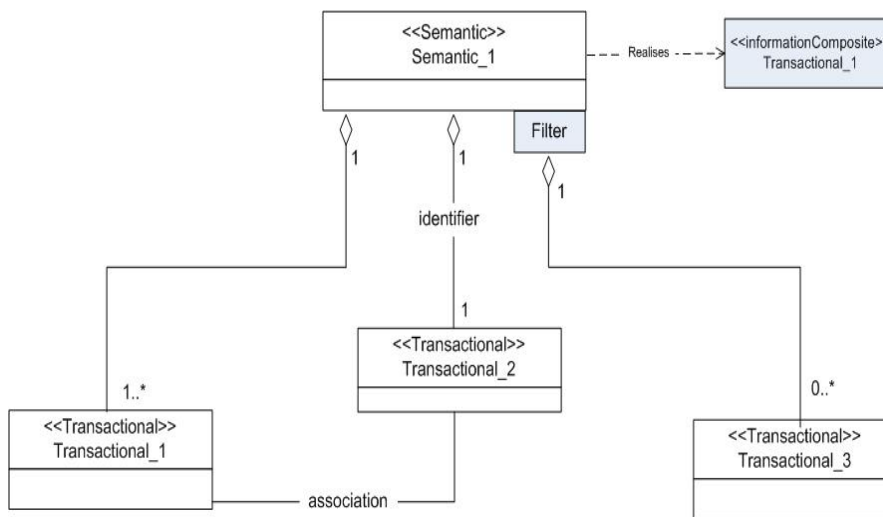 <<Semantic>>
Semantic_1
Realises
<<informationComposite>
Transactional_1
Filter
1
1
1
identifier
1
1..*
0..*
<<Transactional>>
Transactional_2
<<Transactional>>
Transactional_1
<<Transactional>>
Transactional_3
association